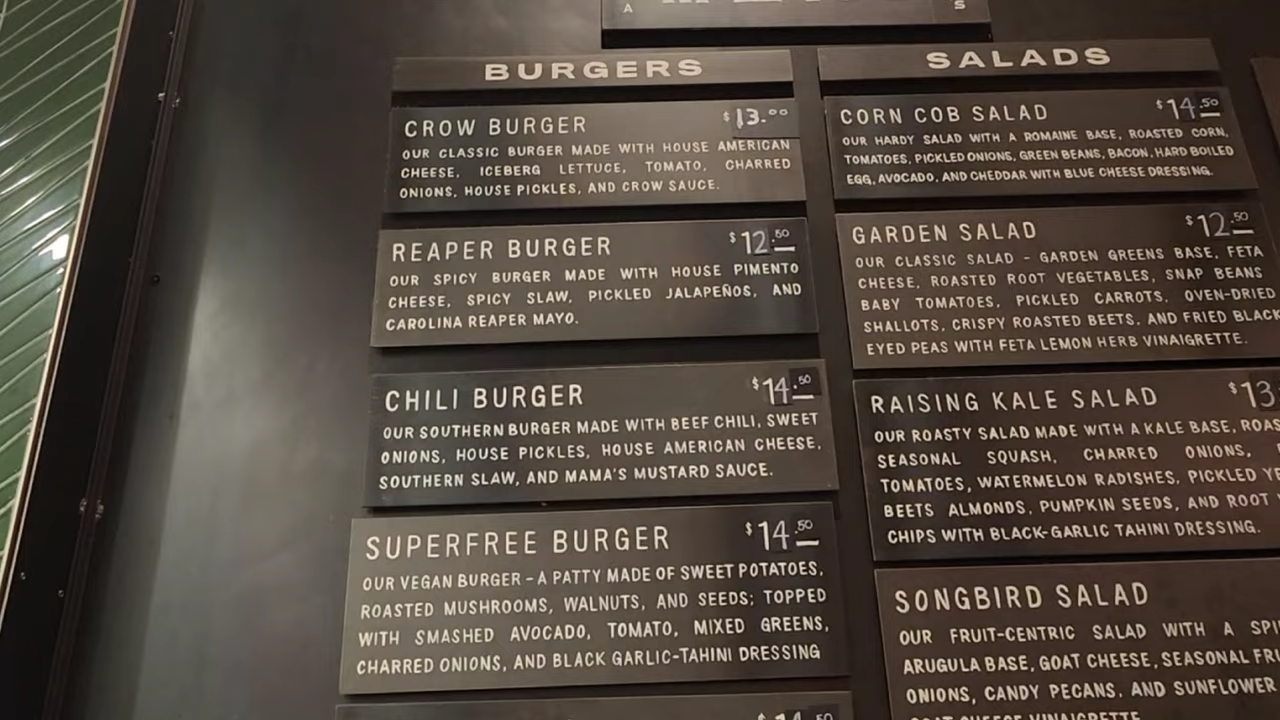 A
S
BURGERS
CROW BURGER $13.00
OUR CLASSIC BURGER MADE WITH HOUSE AMERICAN
CHEESE, ICEBERG LETTUCE, TOMATO, CHARRED
ONIONS, HOUSE PICKLES, AND CROW SAUCE.
REAPER BURGER $12.50
OUR SPICY BURGER MADE WITH HOUSE PIMENTO
CHEESE, SPICY SLAW, PICKLED JALAPEÑOS, AND
CAROLINA REAPER MAYO.
CHILI BURGER $14.50
OUR SOUTHERN BURGER MADE WITH BEEF CHILI, SWEET
ONIONS, HOUSE PICKLES, HOUSE AMERICAN CHEESE,
SOUTHERN SLAW, AND MAMA'S MUSTARD SAUCE.
SUPERFREE BURGER $14.50
OUR VEGAN BURGER – A PATTY MADE OF SWEET POTATOES,
ROASTED MUSHROOMS, WALNUTS, AND SEEDS; TOPPED
WITH SMASHED AVOCADO, TOMATO, MIXED GREENS,
CHARRED ONIONS, AND BLACK GARLIC-TAHINI DRESSING
$14.50
SALADS
CORN COB SALAD $14.50
OUR HARDY SALAD WITH A ROMAINE BASE, ROASTED CORN,
TOMATOES, PICKLED ONIONS, GREEN BEANS, BACON, HARD BOILED
EGG, AVOCADO, AND CHEDDAR WITH BLUE CHEESE DRESSING.
GARDEN SALAD $12.50
OUR CLASSIC SALAD – GARDEN GREENS BASE, FETA
CHEESE, ROASTED ROOT VEGETABLES, SNAP BEANS
BABY TOMATOES, PICKLED CARROTS, OVEN-DRIED
SHALLOTS, CRISPY ROASTED BEETS, AND FRIED BLACK
EYED PEAS WITH FETA LEMON HERB VINAIGRETTE.
RAISING KALE SALAD $13
OUR ROASTY SALAD MADE WITH A KALE BASE, ROAS
SEASONAL SQUASH, CHARRED ONIONS,
TOMATOES, WATERMELON RADISHES, PICKLED YE
BEETS ALMONDS, PUMPKIN SEEDS, AND ROOT
CHIPS WITH BLACK-GARLIC TAHINI DRESSING.
SONGBIRD SALAD
OUR FRUIT-CENTRIC SALAD WITH A SPI
ARUGULA BASE, GOAT CHEESE, SEASONAL FRU
ONIONS, CANDY PECANS, AND SUNFLOWER
GOAT CHEESE VINAIGRETTE